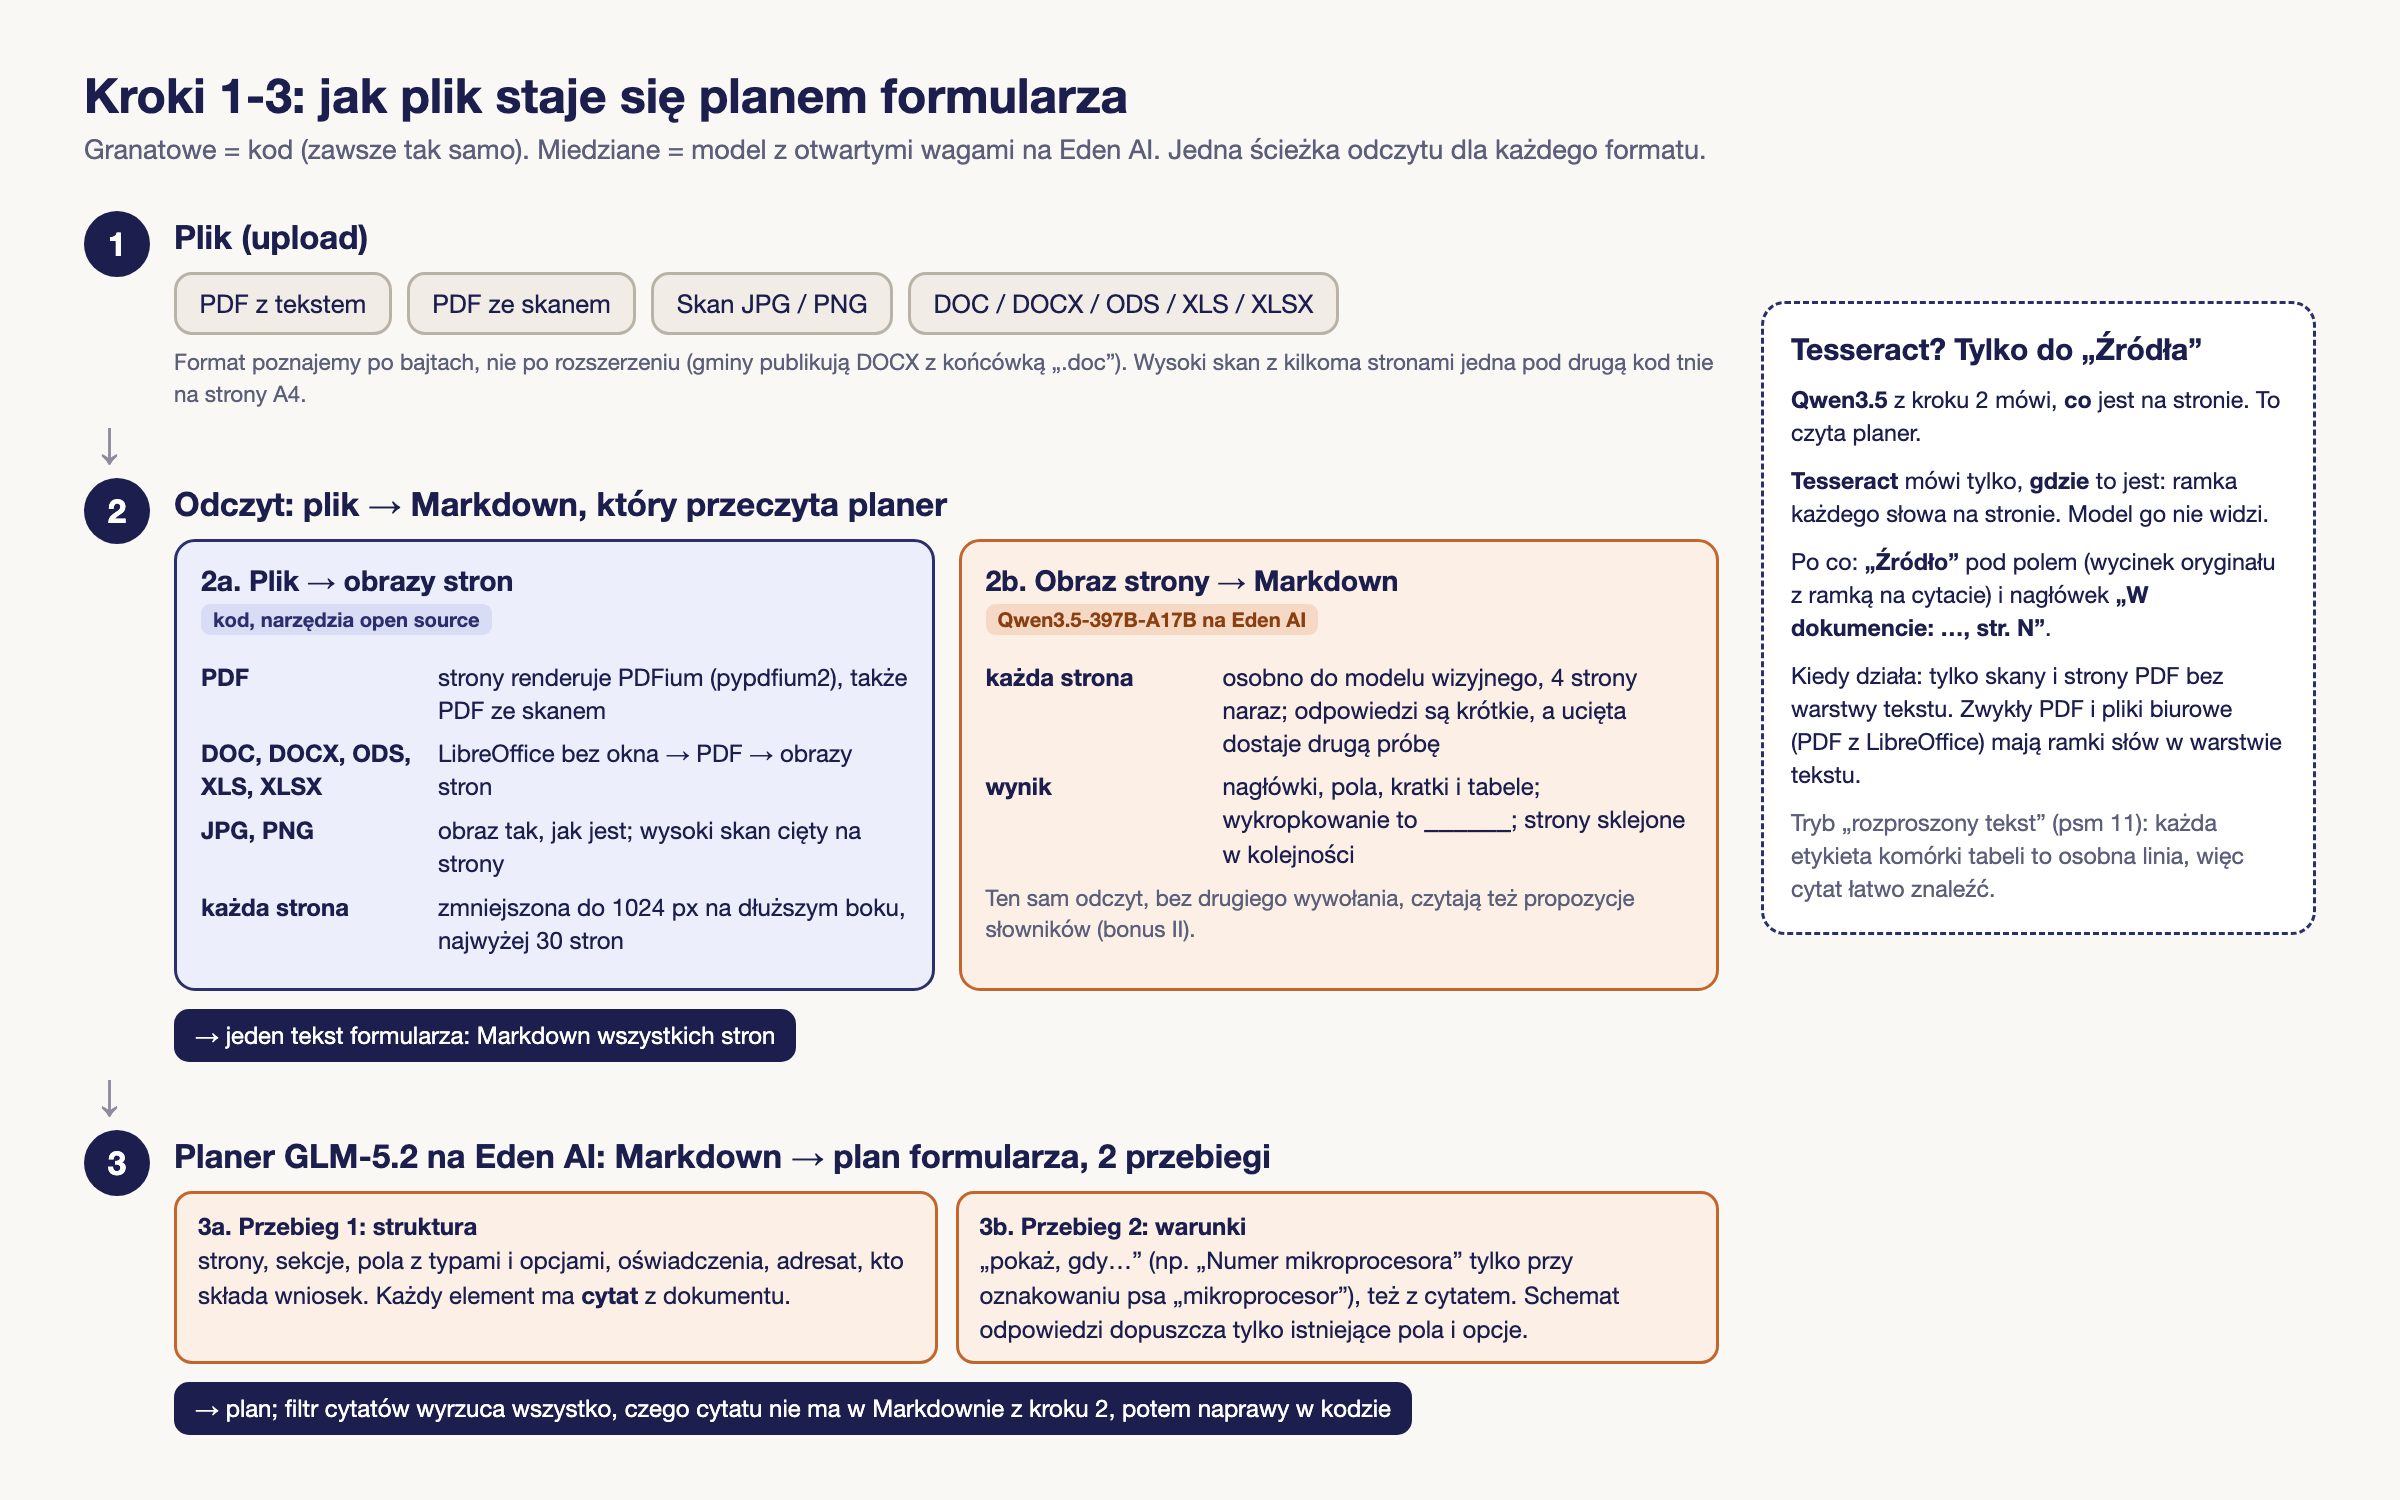 Kroki 1-3: jak plik staje się planem formularza
Granatowe = kod (zawsze tak samo). Miedziane = model z otwartymi wagami na Eden AI. Jedna ścieżka odczytu dla każdego formatu.
1
Plik (upload)
PDF z tekstem
PDF ze skanem
Skan JPG / PNG
DOC / DOCX / ODS / XLS / XLSX
Format poznajemy po bajtach, nie po rozszerzeniu (gminy publikują DOCX z końcówką „.doc”). Wysoki skan z kilkoma stronami jedna pod drugą kod tnie
na strony A4.
↓
2
Odczyt: plik → Markdown, który przeczyta planer
2a. Plik → obrazy stron
kod, narzędzia open source
PDF
strony renderuje PDFium (pypdfium2), także
PDF ze skanem
DOC, DOCX, ODS,
XLS, XLSX
LibreOffice bez okna → PDF → obrazy
stron
JPG, PNG
obraz tak, jak jest; wysoki skan cięty na
strony
każda strona
zmniejszona do 1024 px na dłuższym boku,
najwyżej 30 stron
2b. Obraz strony → Markdown
Qwen3.5-397B-A17B na Eden AI
każda strona
osobno do modelu wizyjnego, 4 strony
naraz; odpowiedzi są krótkie, a ucięta
dostaje drugą próbę
wynik
nagłówki, pola, kratki i tabele;
wykropkowanie to _______; strony sklejone
w kolejności
Ten sam odczyt, bez drugiego wywołania, czytają też propozycje
słowników (bonus II).
→ jeden tekst formularza: Markdown wszystkich stron
↓
3
Planer GLM-5.2 na Eden AI: Markdown → plan formularza, 2 przebiegi
3a. Przebieg 1: struktura
strony, sekcje, pola z typami i opcjami, oświadczenia, adresat, kto
składa wniosek. Każdy element ma cytat z dokumentu.
3b. Przebieg 2: warunki
„pokaż, gdy…” (np. „Numer mikroprocesora” tylko przy
oznakowaniu psa „mikroprocesor”), też z cytatem. Schemat
odpowiedzi dopuszcza tylko istniejące pola i opcje.
→ plan; filtr cytatów wyrzuca wszystko, czego cytatu nie ma w Markdownie z kroku 2, potem naprawy w kodzie
Tesseract? Tylko do „Źródła”
Qwen3.5 z kroku 2 mówi, co jest na stronie. To
czyta planer.
Tesseract mówi tylko, gdzie to jest: ramka
każdego słowa na stronie. Model go nie widzi.
Po co: „Źródło” pod polem (wycinek oryginału
z ramką na cytacie) i nagłówek „W
dokumencie: …, str. N”.
Kiedy działa: tylko skany i strony PDF bez
warstwy tekstu. Zwykły PDF i pliki biurowe
(PDF z LibreOffice) mają ramki słów w warstwie
tekstu.
Tryb „rozproszony tekst” (psm 11): każda
etykieta komórki tabeli to osobna linia, więc
cytat łatwo znaleźć.